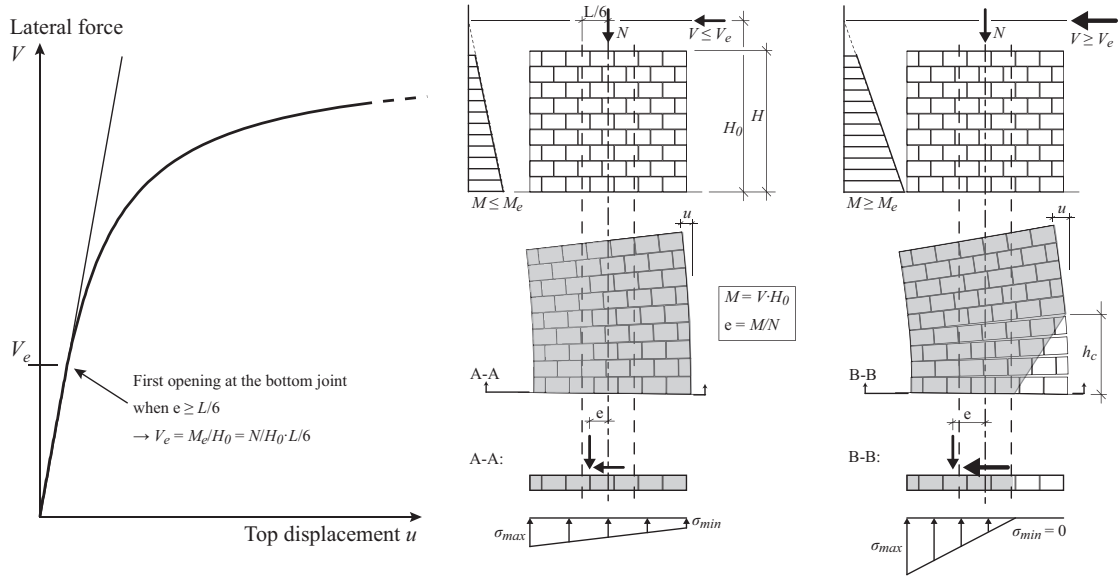 Lateral force
V
V_e
First opening at the bottom joint
when e ≥ L/6
→ V_e = M_e/H_0 = N/H_0·L/6
Top displacement u
L/6
N
V ≤ V_e
H_0
H
M ≤ M_e
u
M = V·H_0
e = M/N
A-A
e
A-A:
σ_max
σ_min
N
V ≥ V_e
M ≥ M_e
u
h_c
B-B
e
B-B:
σ_max
σ_min = 0